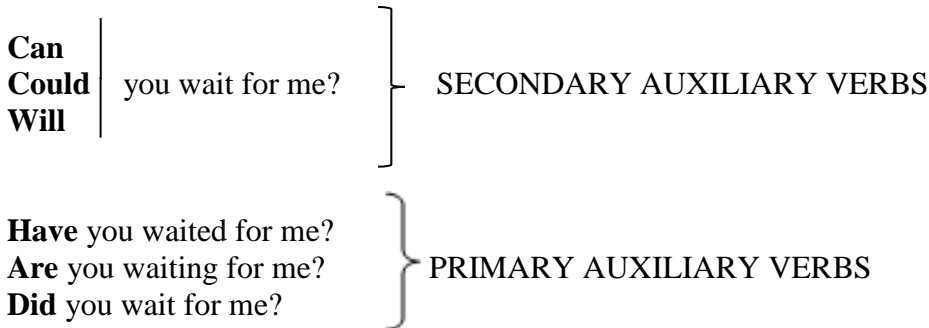 Can
Could you wait for me? SECONDARY AUXILIARY VERBS
Will
Have you waited for me?
Are you waiting for me? PRIMARY AUXILIARY VERBS
Did you wait for me?